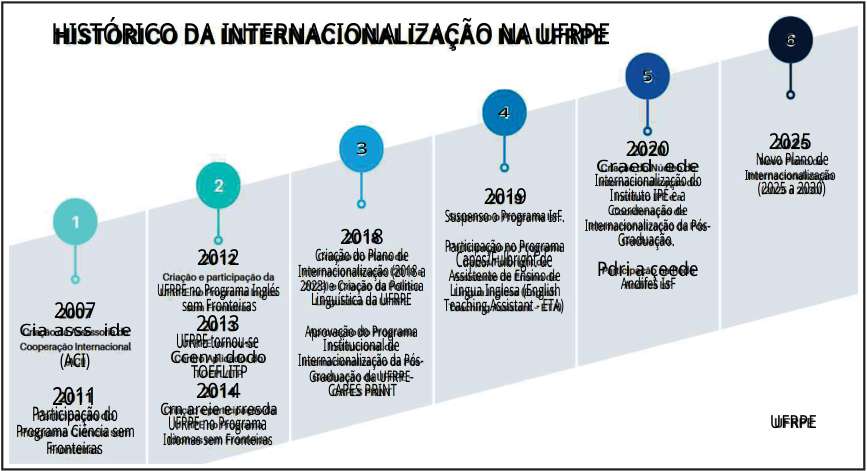 HISTÓRICO DA INTERNACIONALIZAÇÃO NA UFRPE
1
2007
Cooperação Internacional
(ACI)
2011
Participação do
Programa Ciência sem
Fronteiras
2
2012
Criação e participação da
UFRPE no Programa Inglês
sem Fronteiras
2013
UFRPE tornou-se
TOEFL ITP
2014
UFRPE no Programa
Idiomas sem Fronteiras
3
2018
Criação do Plano de
Internacionalização (2018 a
2023) e Criação da Política
Linguística da UFRPE
Aprovação do Programa
Institucional de
Internacionalização da Pós-
Graduação da UFRPE-
CAPES PRINT
4
2019
Suspenso o Programa IsF.
Participação no Programa
Capes/Fulbright de
Assistente de Ensino de
Língua Inglesa (English
Teaching Assistant - ETA)
5
2020
Internacionalização do
Instituto IPÊ e a
Coordenação de
Internacionalização da Pós-
Graduação.
Andifes IsF
6
2025
Novo Plano de
Internacionalização
(2025 a 2030)
UFRPE